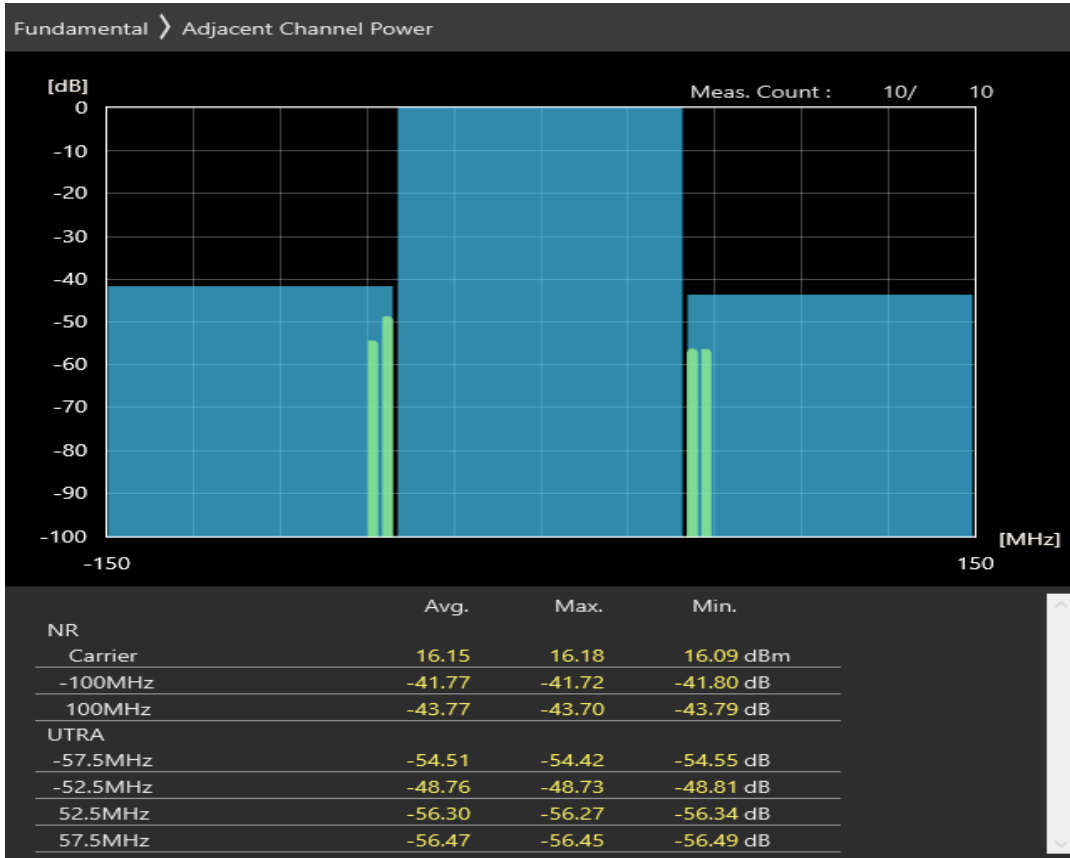 Fundamental ❭ Adjacent Channel Power
[dB]
Meas. Count : 10/ 10
0
-10
-20
-30
-40
-50
-60
-70
-80
-90
-100
[MHz]
-150 150
Avg. Max. Min.
NR
Carrier 16.15 16.18 16.09 dBm
-100MHz -41.77 -41.72 -41.80 dB
100MHz -43.77 -43.70 -43.79 dB
UTRA
-57.5MHz -54.51 -54.42 -54.55 dB
-52.5MHz -48.76 -48.73 -48.81 dB
52.5MHz -56.30 -56.27 -56.34 dB
57.5MHz -56.47 -56.45 -56.49 dB